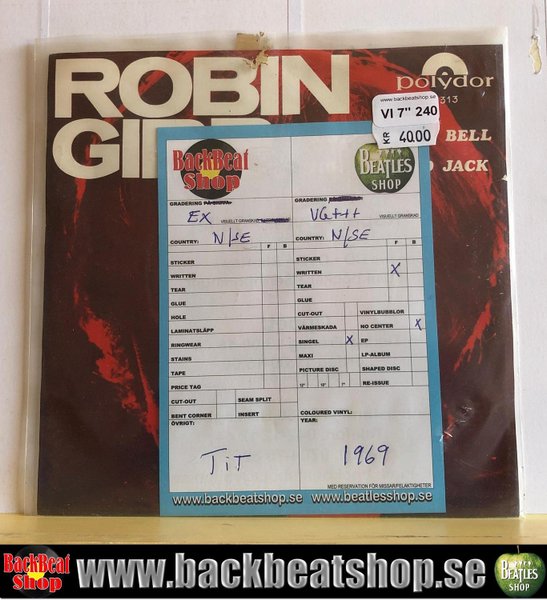 ROBIN
polydor
www.backbeatshop.se
313
VI 7" 240
KR 40.00
BELL
JACK
BackBeat Shop
BEATLES SHOP
GRADERING
EX
VISUELLT GRANSKAD
GRADERING
VG+++
VISUELLT GRANSKAD
COUNTRY: N/SE
F B
STICKER
WRITTEN
TEAR
GLUE
HOLE
LAMINATSLÄPP
RINGWEAR
STAINS
TAPE
PRICE TAG
CUT-OUT SEAM SPLIT
BENT CORNER INSERT
ÖVRIGT:
TiT
COUNTRY: N/SE
F B
STICKER
WRITTEN X
TEAR
GLUE
CUT-OUT VINYLBUBBLOR
VÄRMESKADA NO CENTER X
SINGEL X EP
MAXI LP-ALBUM
PICTURE DISC SHAPED DISC
12" 10" 7" RE-ISSUE
COLOURED VINYL:
YEAR:
1969
MED RESERVATION FÖR MISSAR/FELAKTIGHETER
www.backbeatshop.se www.beatlesshop.se
BackBeat Shop www.backbeatshop.se BEATLES SHOP